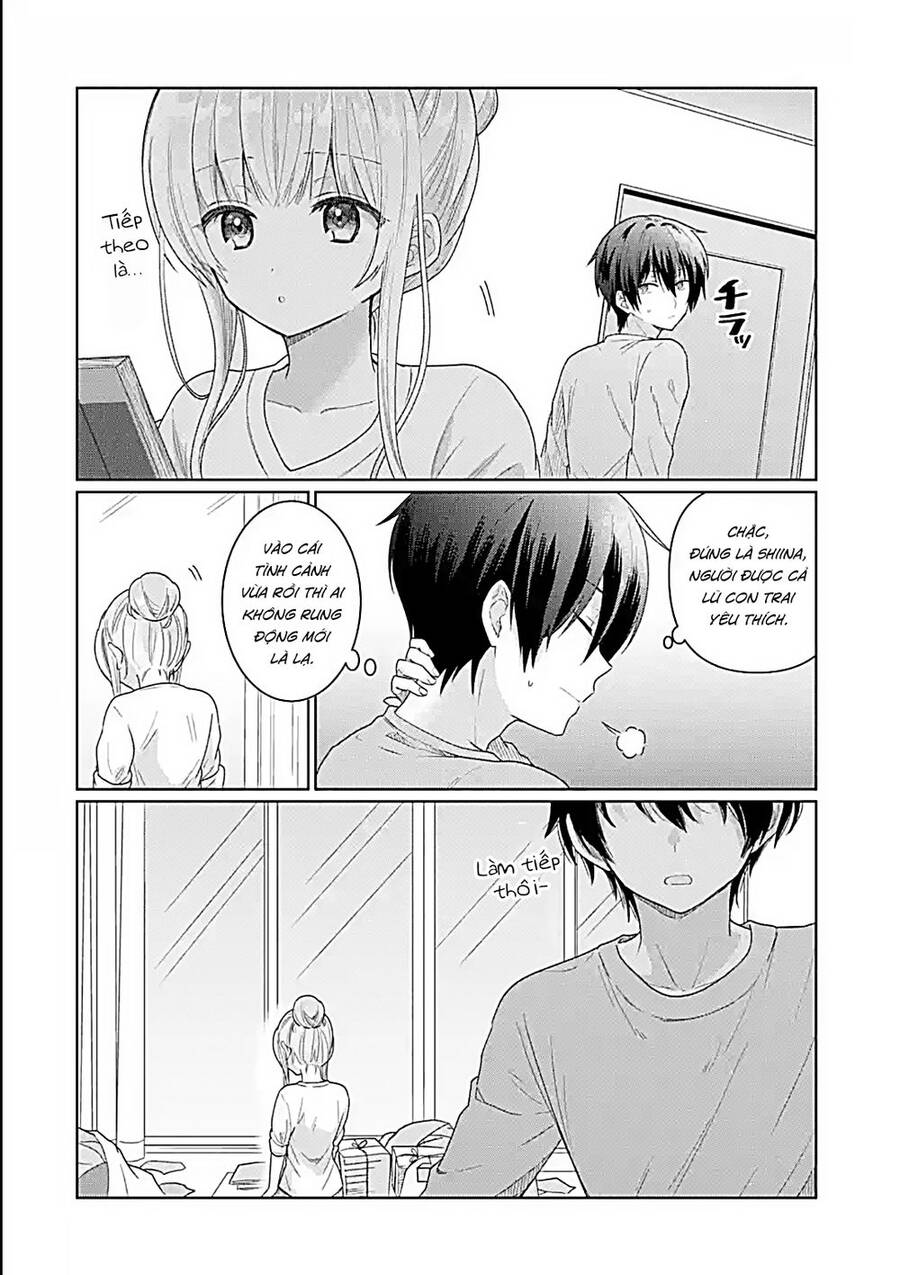 チラッ
Tiếp
theo
là...
CHẬC,
ĐÚNG LÀ SHIINA,
NGƯỜI ĐƯỢC CẢ
LŨ CON TRAI
YÊU THÍCH.
VÀO CÁI
TÌNH CẢNH
VỪA RỒI THÌ AI
KHÔNG RUNG
ĐỘNG MỚI
LÀ LẠ.
Làm tiếp
thôi-